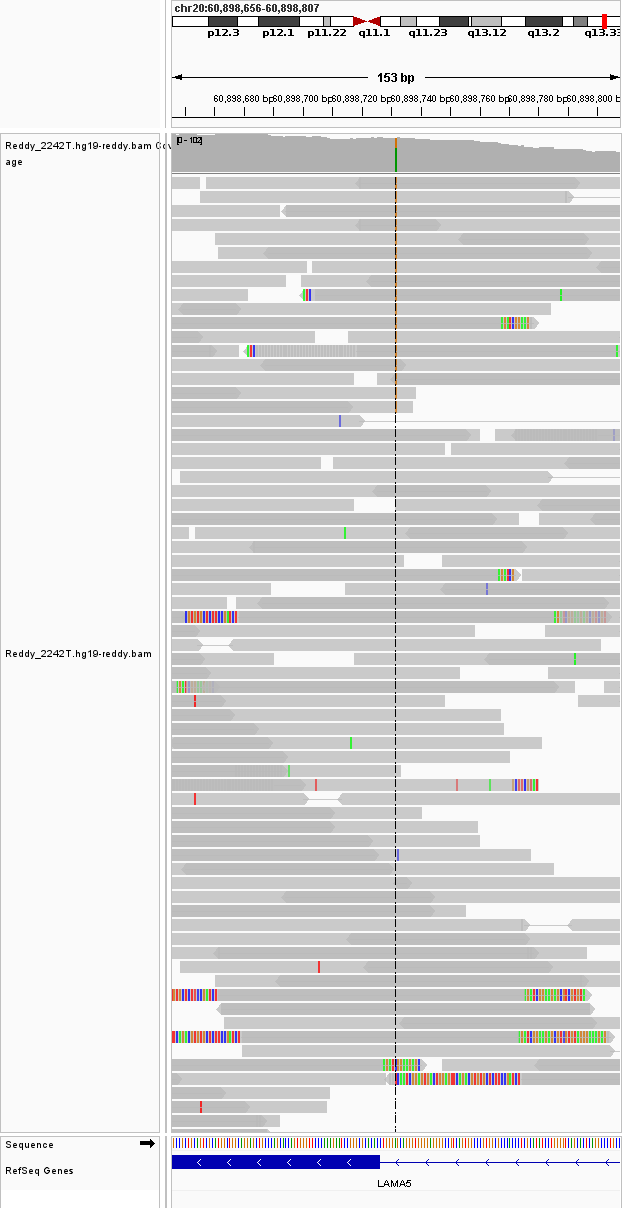 chr20:60,898,656-60,898,807
p12.3 p12.1 p11.22 q11.1 q11.23 q13.12 q13.2 q13.33
153 bp
60,898,680 bp 60,898,700 bp 60,898,720 bp 60,898,740 bp 60,898,760 bp 60,898,780 bp 60,898,800 b
[0 - 102]
Reddy_2242T.hg19-reddy.bam Cov
age
Reddy_2242T.hg19-reddy.bam
Sequence
RefSeq Genes
LAMA5